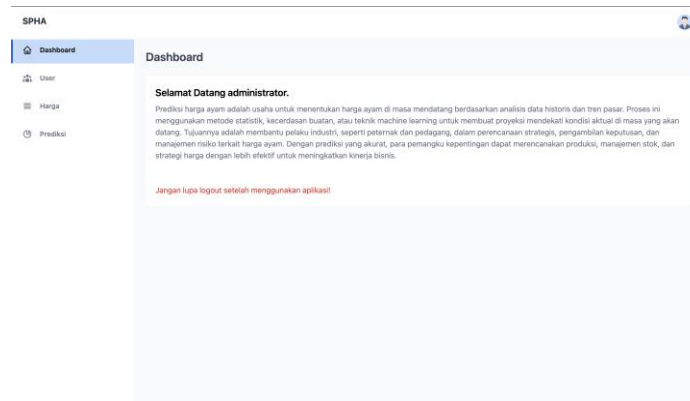 SPHA
Dashboard
User
Harga
Prediksi
Dashboard
Selamat Datang administrator.
Prediksi harga ayam adalah usaha untuk menentukan harga ayam di masa mendatang berdasarkan analisis data historis dan tren pasar. Proses ini
menggunakan metode statistik, kecerdasan buatan, atau teknik machine learning untuk membuat proyeksi mendekati kondisi aktual di masa yang akan
datang. Tujuannya adalah membantu pelaku industri, seperti peternak dan pedagang, dalam perencanaan strategis, pengambilan keputusan, dan
manajemen risiko terkait harga ayam. Dengan prediksi yang akurat, para pemangku kepentingan dapat merencanakan produksi, manajemen stok, dan
strategi harga dengan lebih efektif untuk meningkatkan kinerja bisnis.
Jangan lupa logout setelah menggunakan aplikasi!